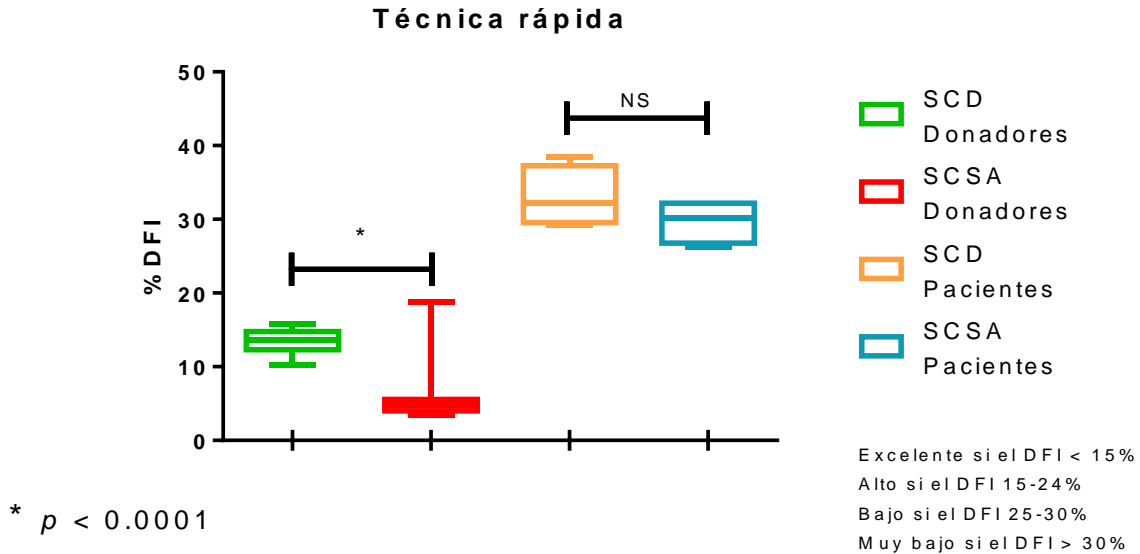 Técnica rápida
50
40
30
20
10
0
%DFI
*
NS
SCD
Donadores
SCSA
Donadores
SCD
Pacientes
SCSA
Pacientes
Excelente si el DFI < 15%
Alto si el DFI 15-24%
Bajo si el DFI 25-30%
Muy bajo si el DFI > 30%
* p < 0.0001